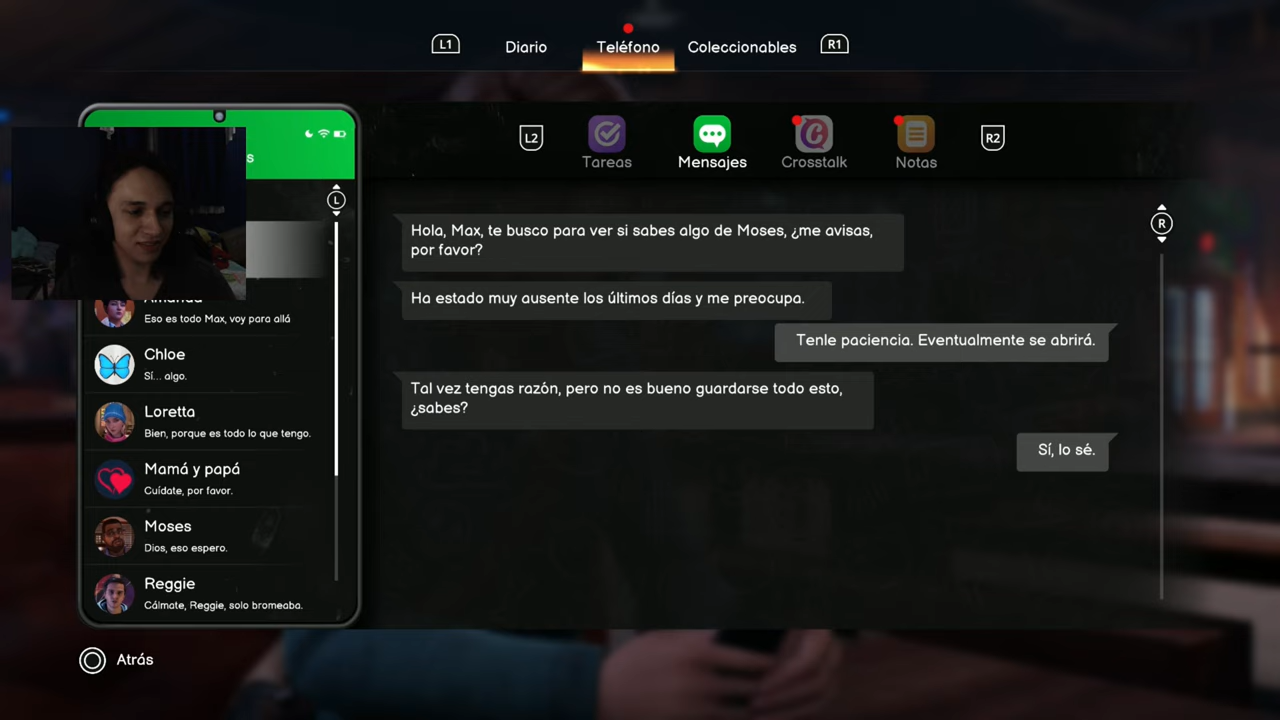 L1
Diario
Teléfono
Coleccionables
R1
L2
Tareas
Mensajes
Crosstalk
Notas
R2
s
L
R
Hola, Max, te busco para ver si sabes algo de Moses, ¿me avisas,
por favor?
Ha estado muy ausente los últimos días y me preocupa.
Tenle paciencia. Eventualmente se abrirá.
Tal vez tengas razón, pero no es bueno guardarse todo esto,
¿sabes?
Sí, lo sé.
Amanda
Eso es todo Max, voy para allá
Chloe
Sí... algo.
Loretta
Bien, porque es todo lo que tengo.
Mamá y papá
Cuídate, por favor.
Moses
Dios, eso espero.
Reggie
Cálmate, Reggie, solo bromeaba.
Atrás